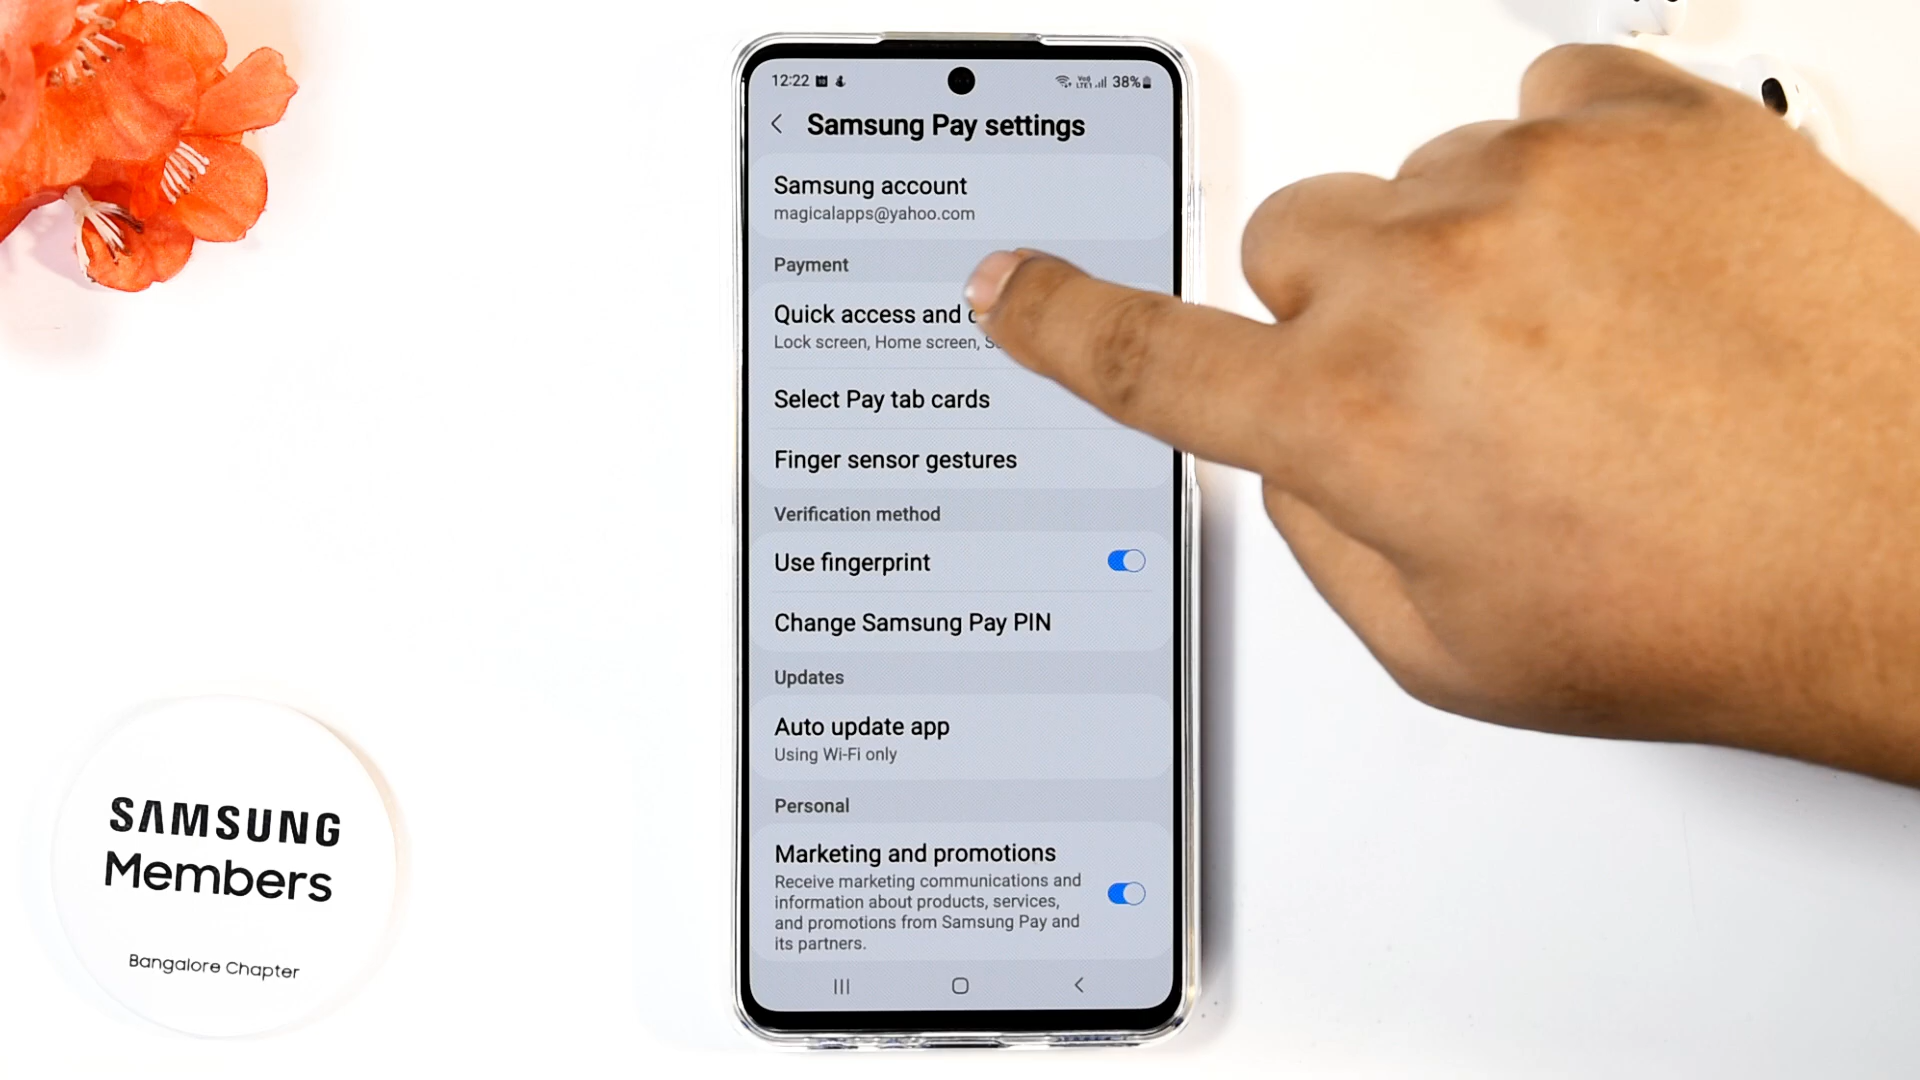 12:22
38%
Samsung Pay settings
Samsung account
magicalapps@yahoo.com
Payment
Quick access and
Lock screen, Home screen,
Select Pay tab cards
Finger sensor gestures
Verification method
Use fingerprint
Change Samsung Pay PIN
Updates
Auto update app
Using Wi-Fi only
Personal
Marketing and promotions
Receive marketing communications and
information about products, services,
and promotions from Samsung Pay and
its partners.
SAMSUNG
Members
Bangalore Chapter